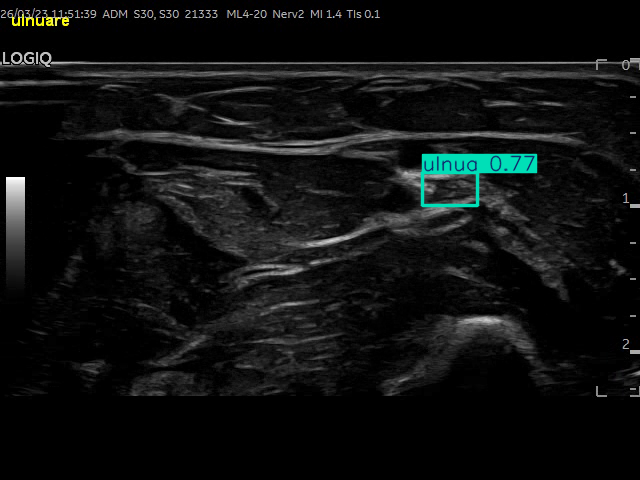 26/03/23 11:51:39 ADM S30, S30 21333 ML4-20 Nerv2 MI 1.4 TIs 0.1
ulnuare
LOGIQ
0
ulnua 0.77
1
2